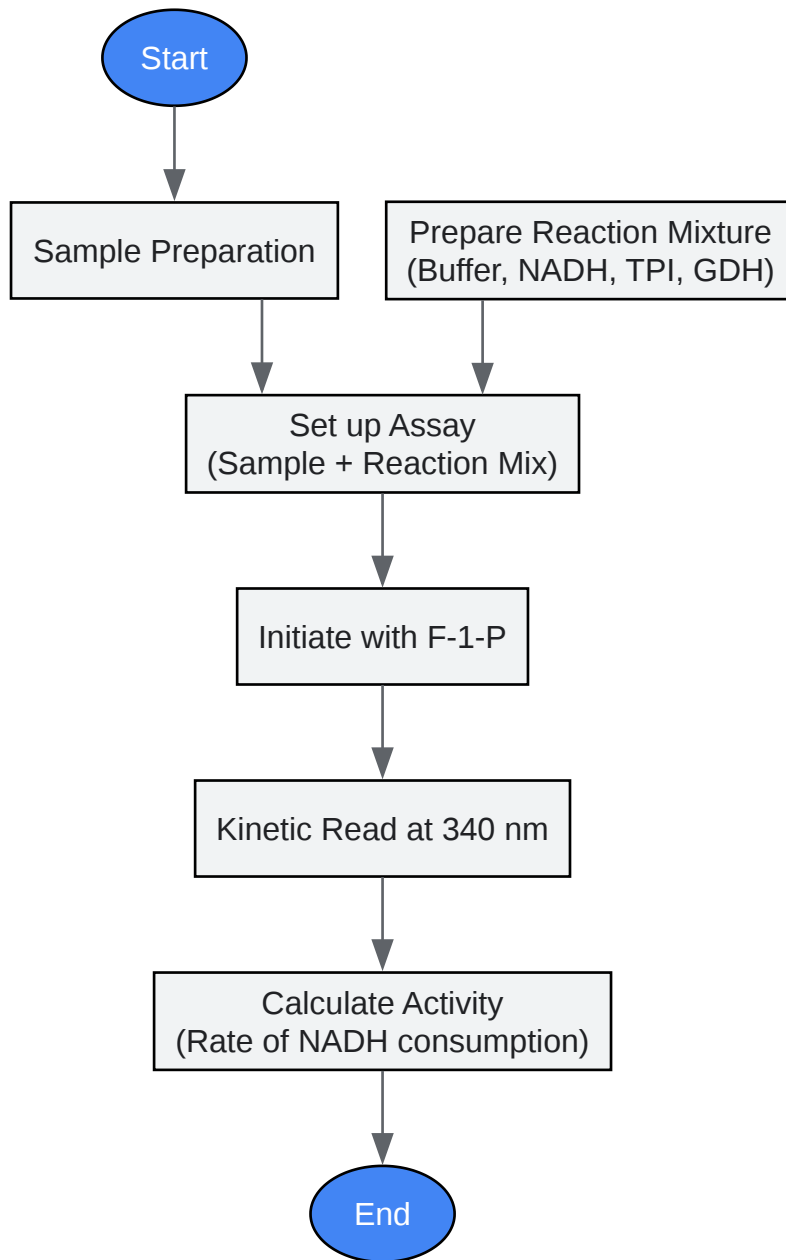 Start
Sample Preparation
Prepare Reaction Mixture
(Buffer, NADH, TPI, GDH)
Set up Assay
(Sample + Reaction Mix)
Initiate with F-1-P
Kinetic Read at 340 nm
Calculate Activity
(Rate of NADH consumption)
End